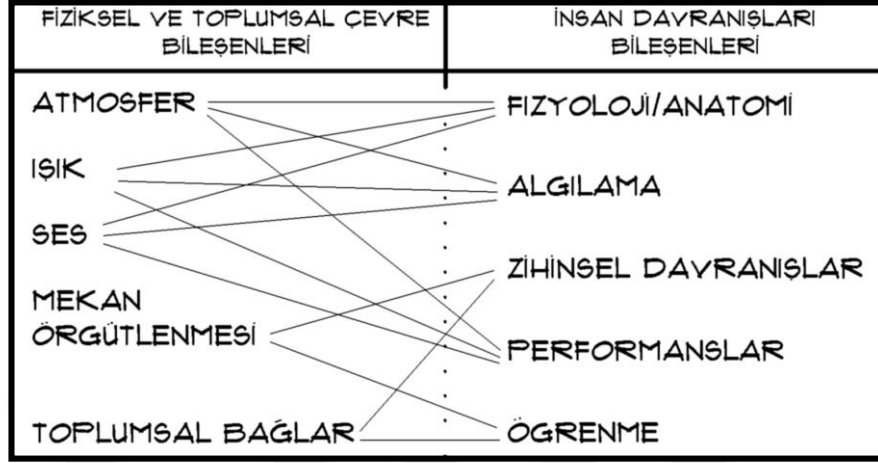 FİZİKSEL VE TOPLUMSAL ÇEVRE
BİLEŞENLERİ
İNSAN DAVRANIŞLARI
BİLEŞENLERİ
ATMOSFER
FİZYOLOJİ/ANATOMİ
IŞIK
ALGILAMA
SES
ZİHİNSEL DAVRANIŞLAR
MEKAN
ÖRGÜTLENMESİ
PERFORMANSLAR
TOPLUMSAL BAĞLAR
ÖGRENME